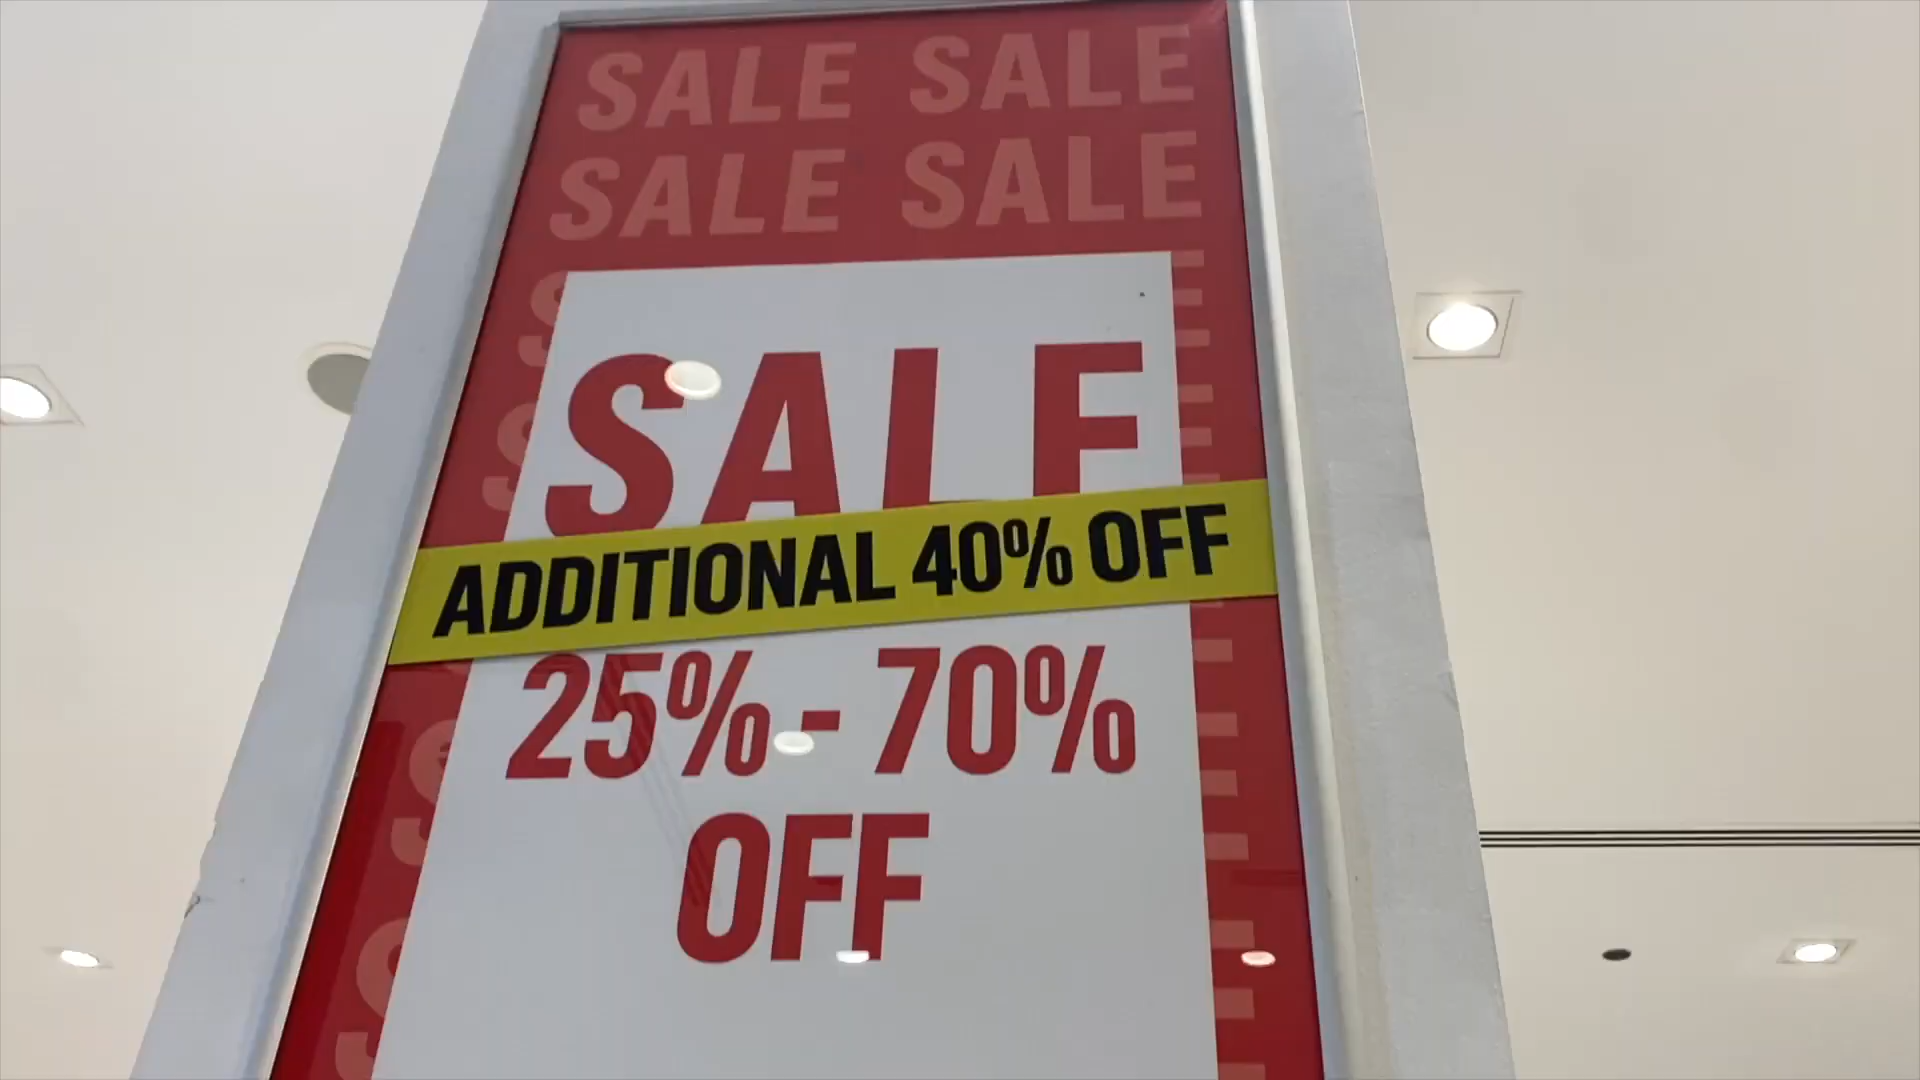 SALE SALE
SALE SALE
SALE
ADDITIONAL 40% OFF
25% - 70%
OFF